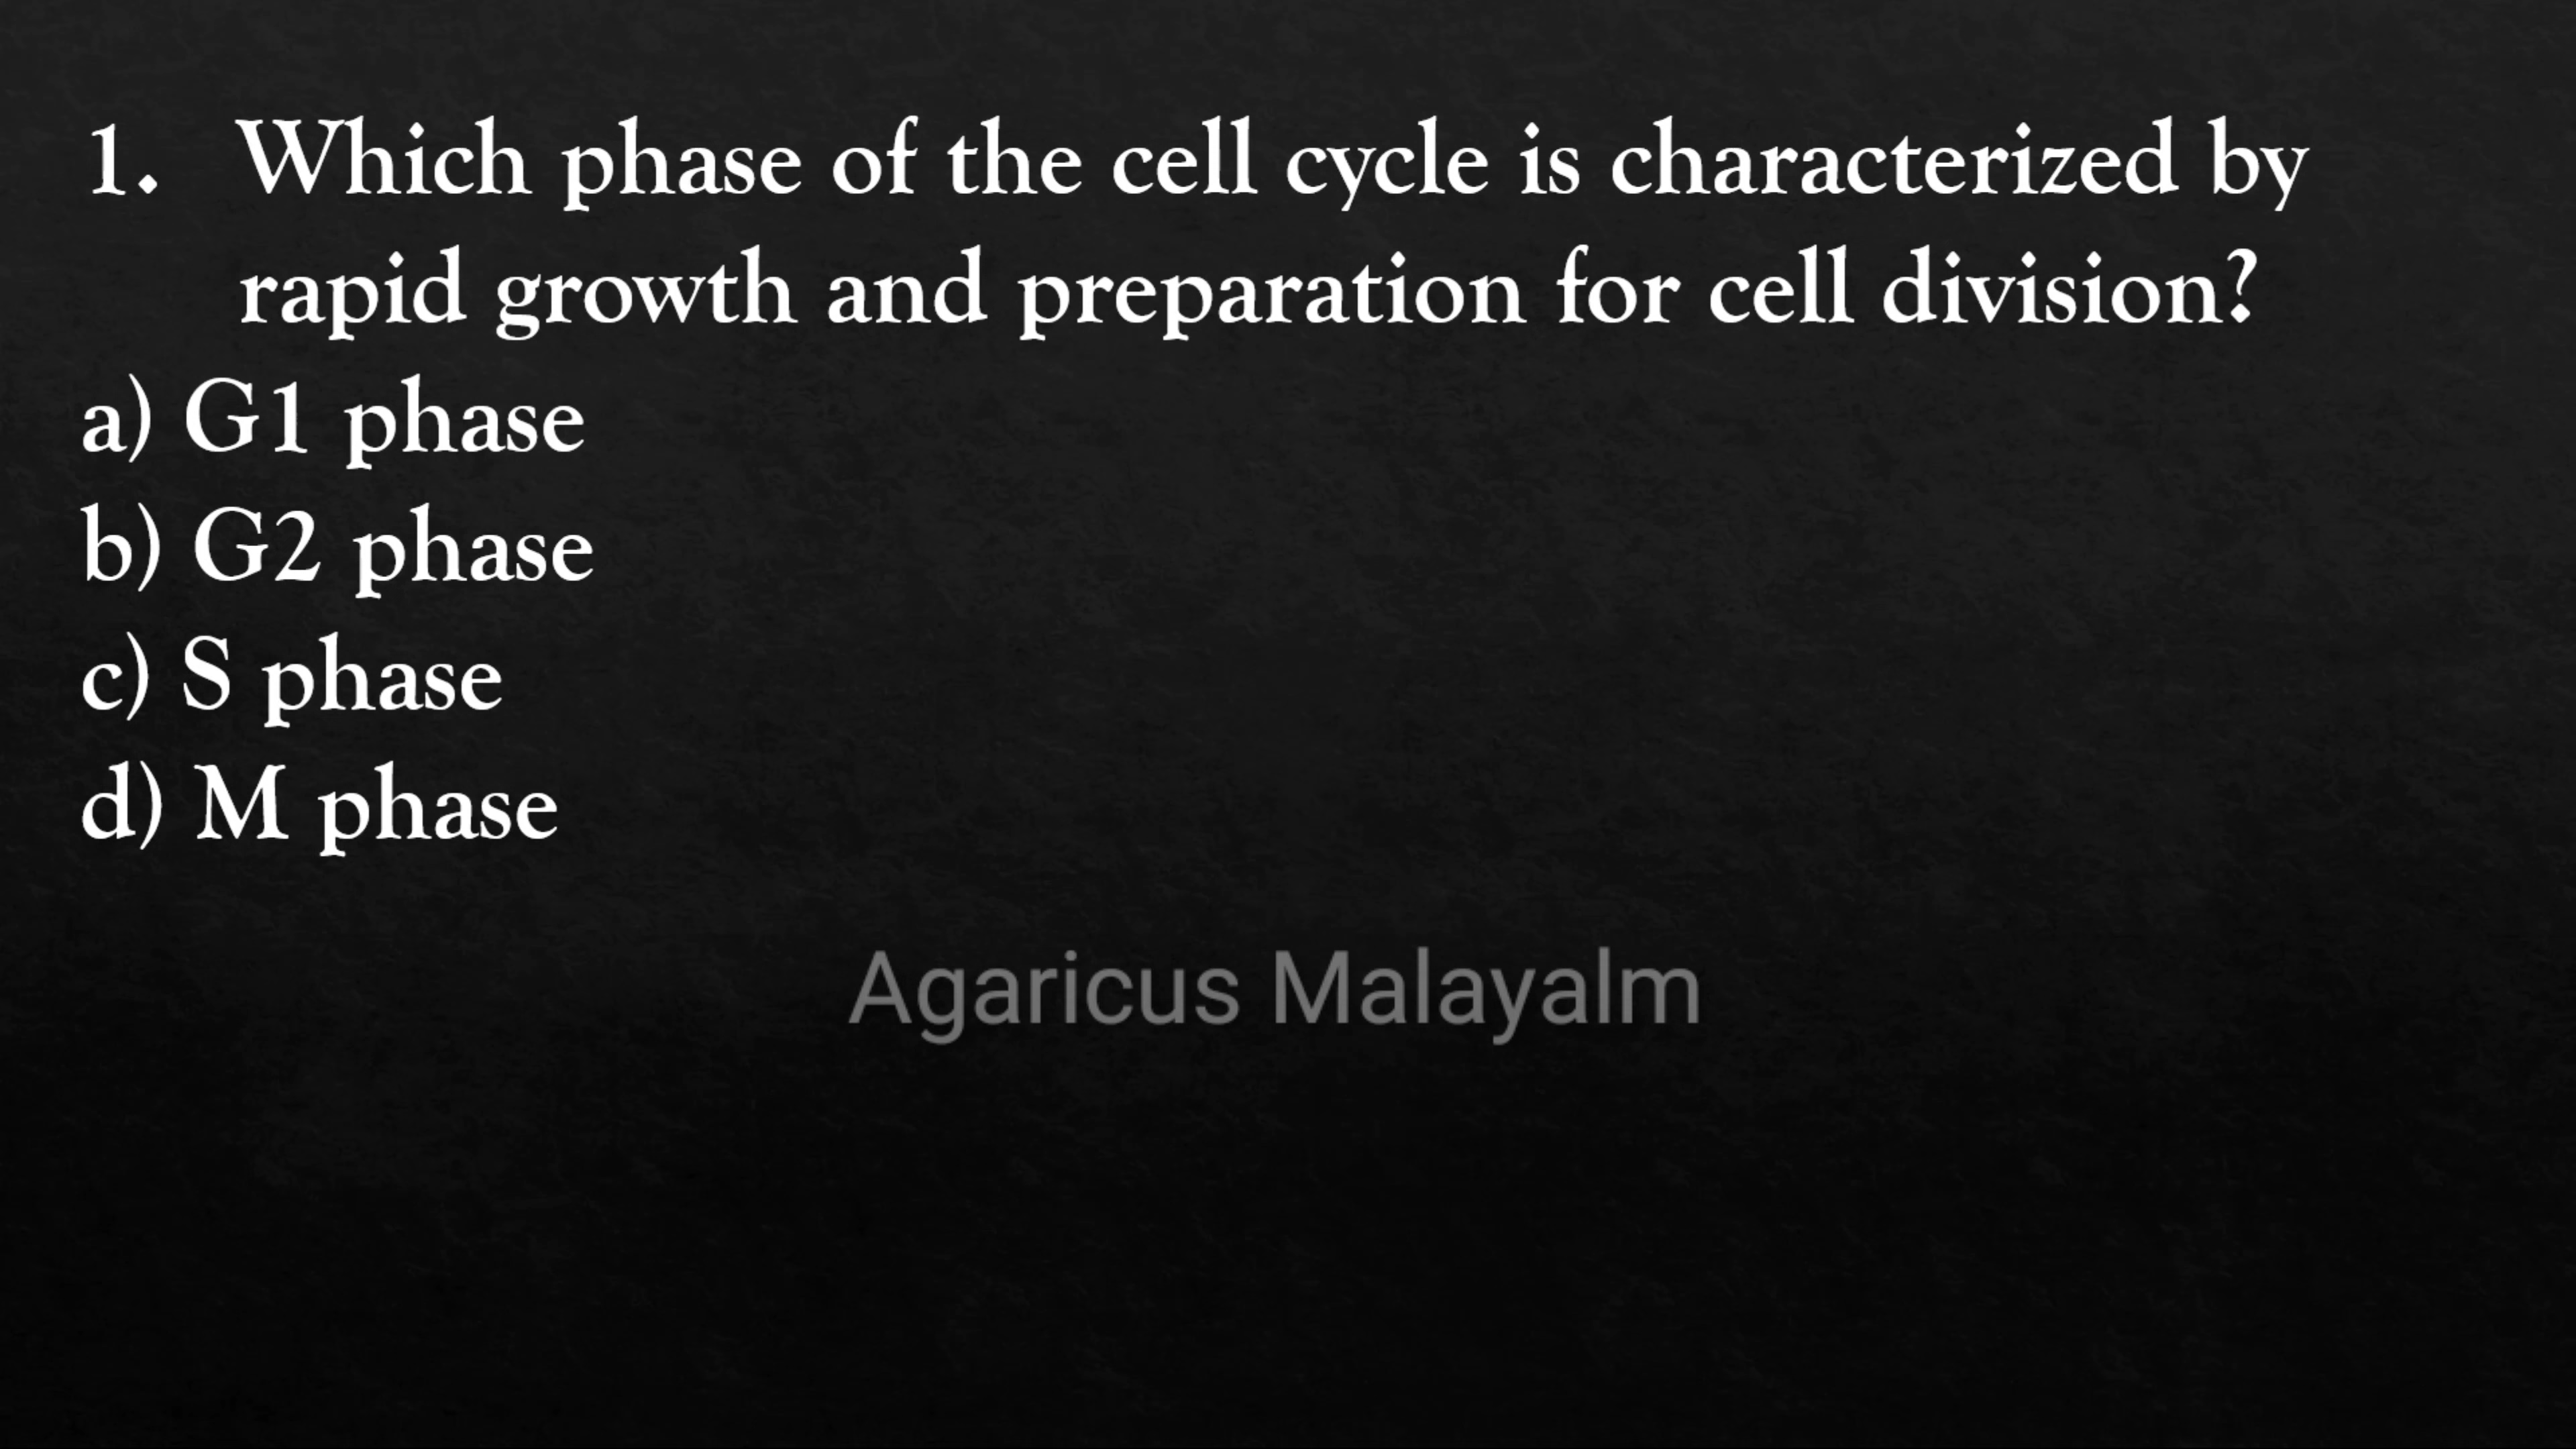 1. Which phase of the cell cycle is characterized by
rapid growth and preparation for cell division?
a) G1 phase
b) G2 phase
c) S phase
d) M phase
Agaricus Malayalm